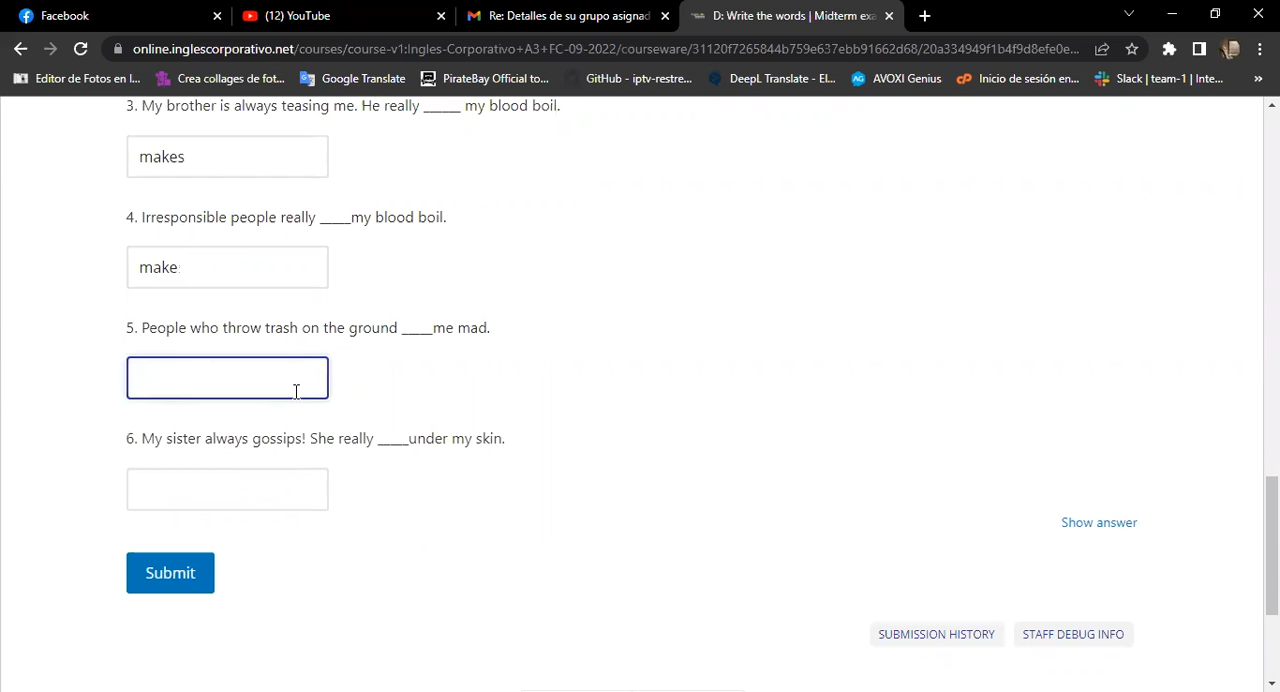 Facebook
(12) YouTube
Re: Detalles de su grupo asignad
D: Write the words | Midterm exa
online.inglescorporativo.net/courses/course-v1:Ingles-Corporativo+A3+FC-09-2022/courseware/31120f7265844b759e637ebb91662d68/20a334949f1b4f9d8efe0e...
Editor de Fotos en l...
Crea collages de fot...
Google Translate
PirateBay Official to...
GitHub - iptv-restre...
DeepL Translate - El...
AVOXI Genius
Inicio de sesión en...
Slack | team-1 | Inte...
3. My brother is always teasing me. He really ______ my blood boil.
makes
4. Irresponsible people really _____my blood boil.
make
5. People who throw trash on the ground _____me mad.
6. My sister always gossips! She really _____under my skin.
Show answer
Submit
SUBMISSION HISTORY
STAFF DEBUG INFO